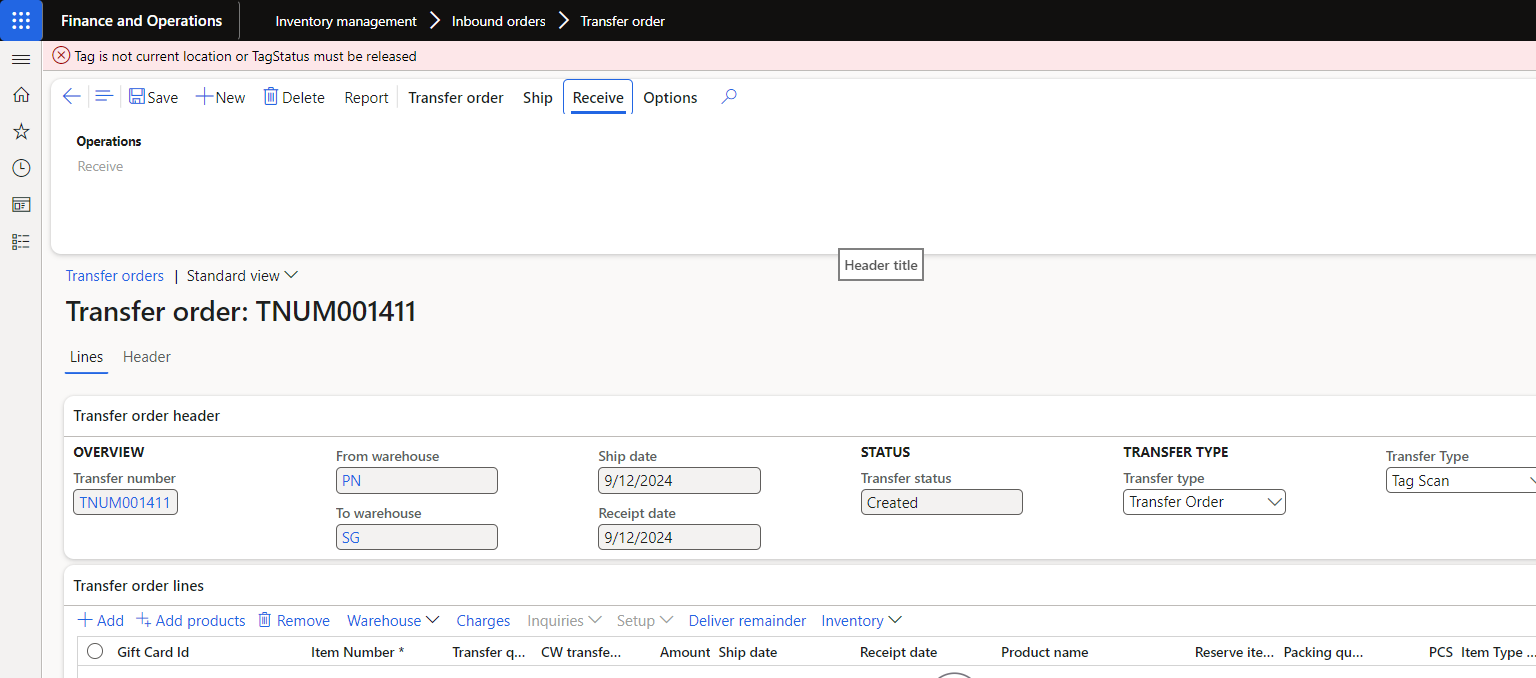 Finance and Operations
Inventory management > Inbound orders > Transfer order
Tag is not current location or TagStatus must be released
Save New Delete Report Transfer order Ship Receive Options
Operations
Receive
Header title
Transfer orders | Standard view
Transfer order: TNUM001411
Lines Header
Transfer order header
OVERVIEW
Transfer number
TNUM001411
From warehouse
PN
To warehouse
SG
Ship date
9/12/2024
Receipt date
9/12/2024
STATUS
Transfer status
Created
TRANSFER TYPE
Transfer type
Transfer Order
Transfer Type
Tag Scan
Transfer order lines
Add Add products Remove Warehouse Charges Inquiries Setup Deliver remainder Inventory
Gift Card Id Item Number * Transfer q... CW transfe... Amount Ship date Receipt date Product name Reserve ite... Packing qu... PCS Item Type ...